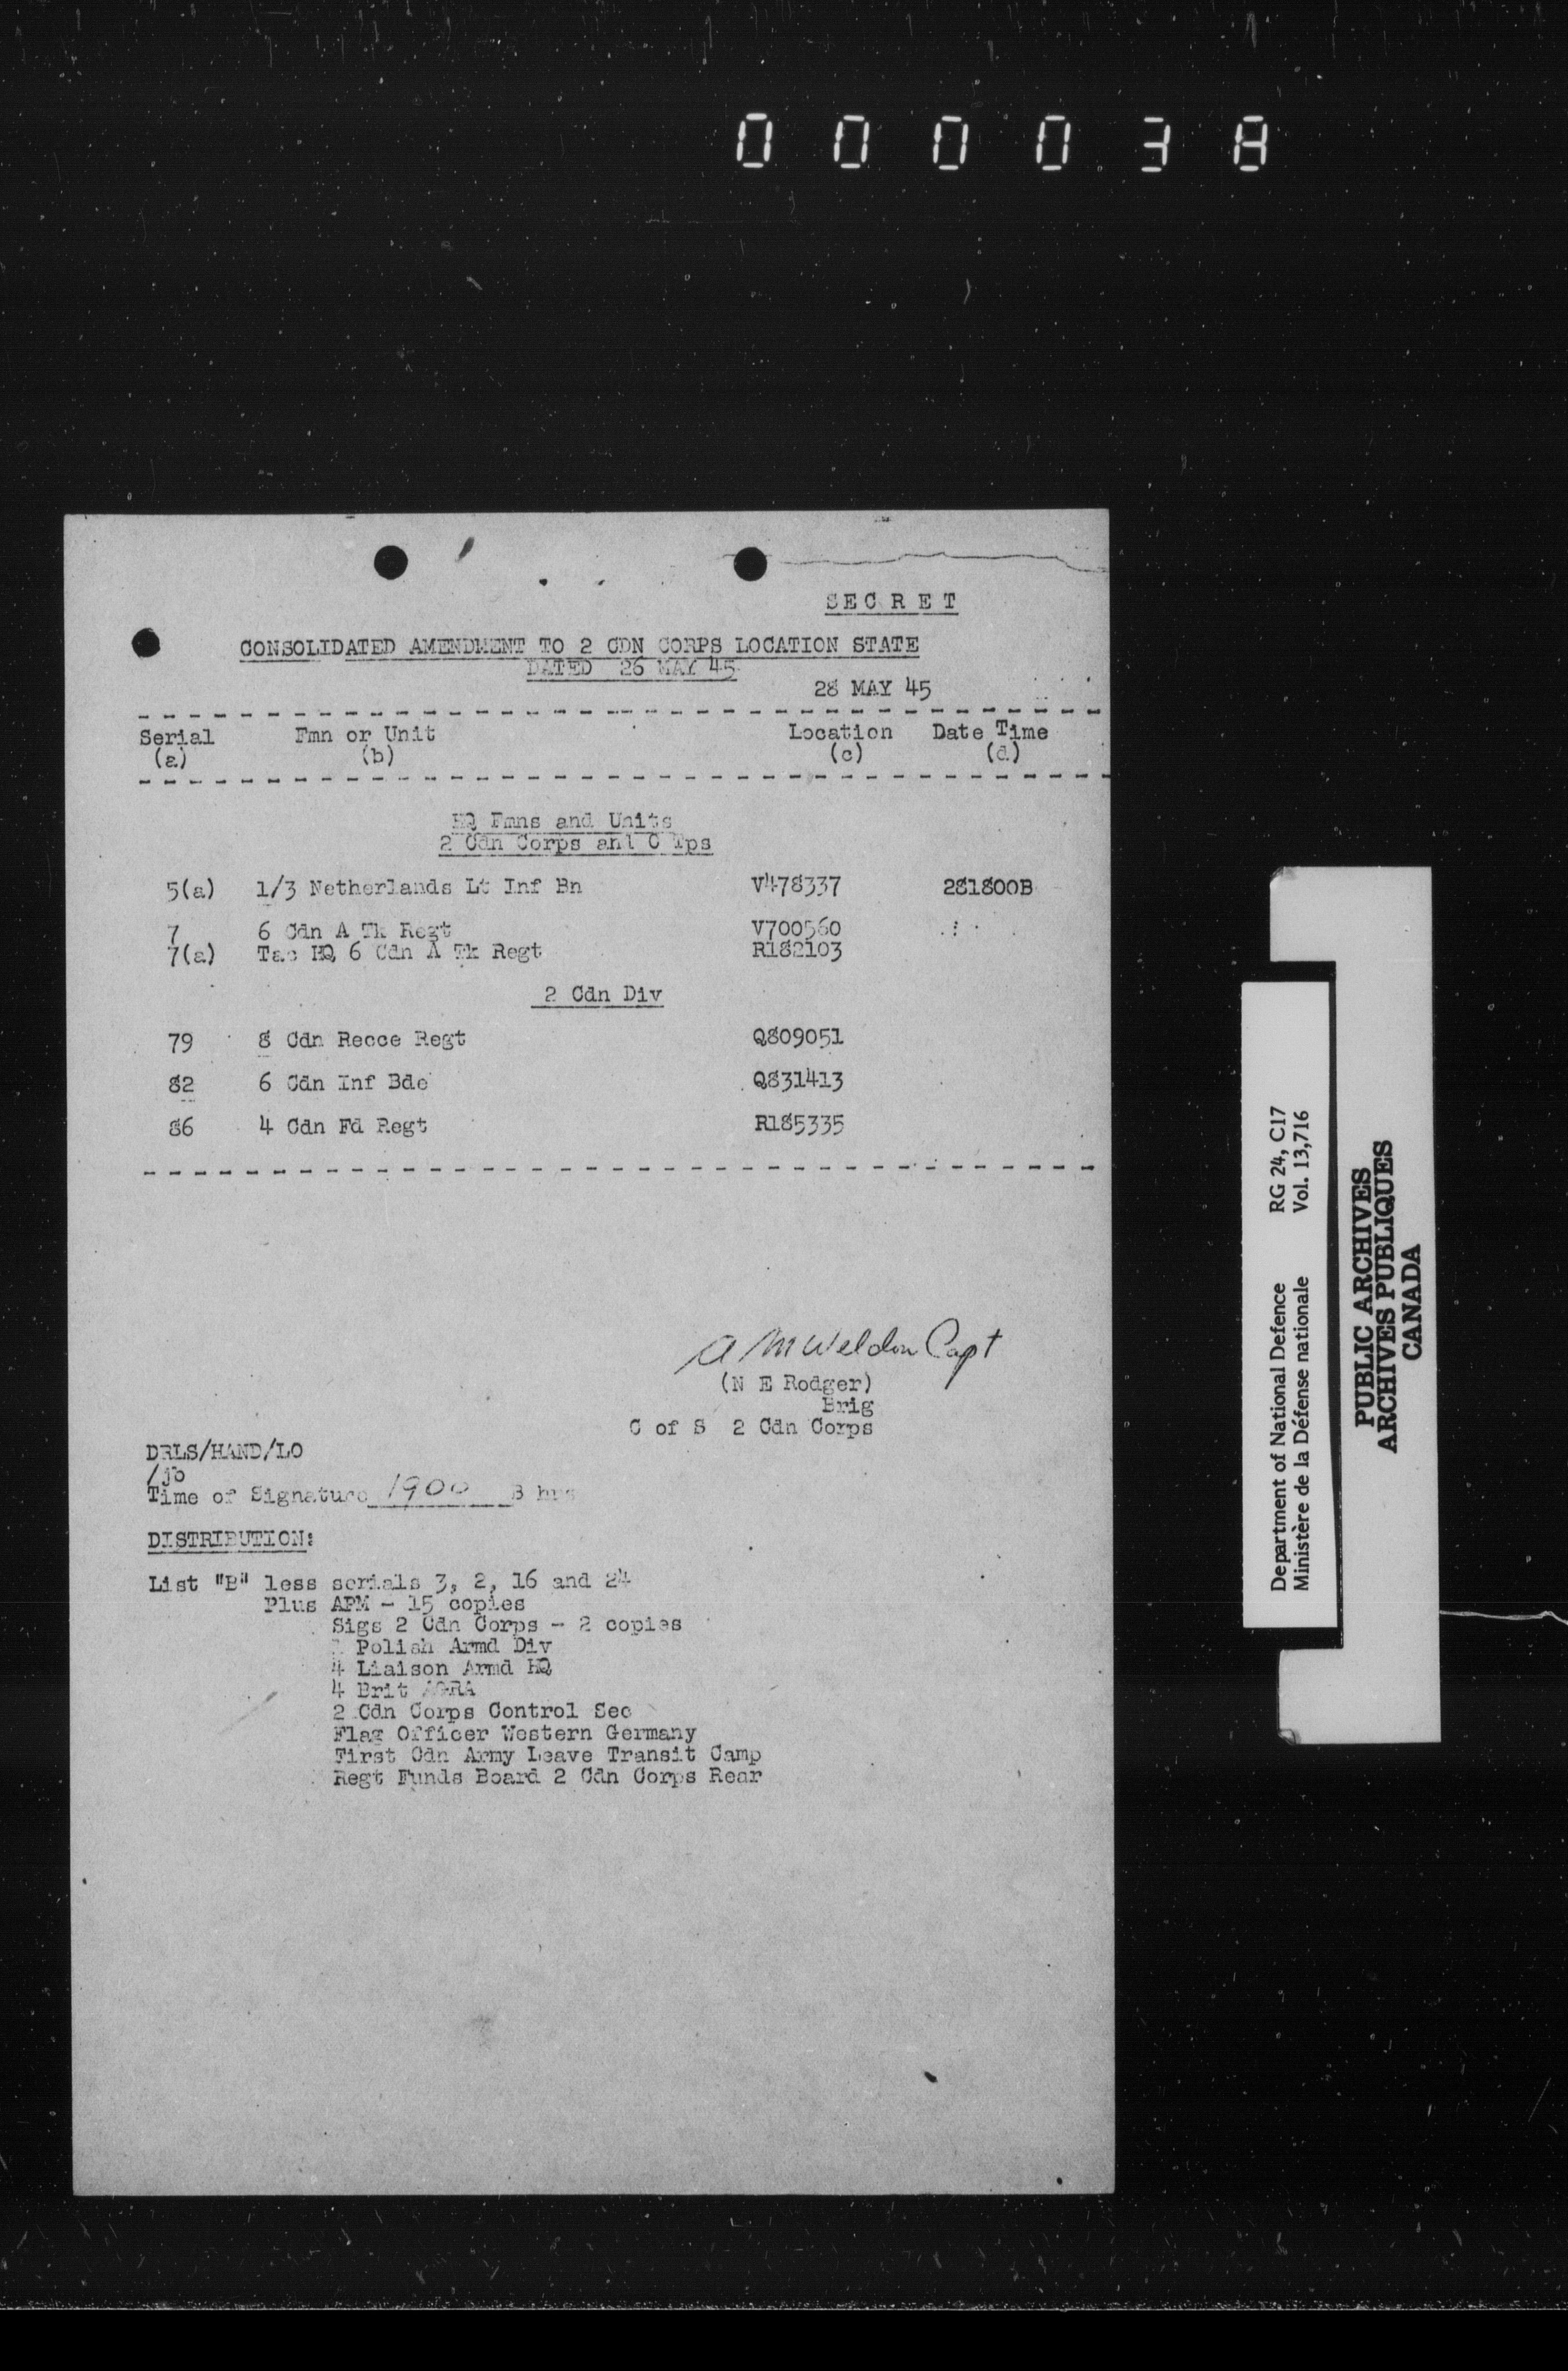 000038
SECRET
CONSOLIDATED AMENDMENT TO 2 CDN CORPS LOCATION STATE
DATED 26 MAY 45
28 MAY 45
Serial Fmn or Unit Location Date Time
(a) (b) (c) (d)
HQ Fmns and Units
2 Cdn Corps and C Tps
5(a) 1/3 Netherlands Lt Inf Bn V478337 281800B
7 6 Cdn A Tk Regt V700560
7(a) Tac HQ 6 Cdn A Tk Regt R182103
2 Cdn Div
79 8 Cdn Recce Regt Q809051
82 6 Cdn Inf Bde Q831413
86 4 Cdn Fd Regt R185335
A M Weldon Capt
(N E Rodger)
Brig
C of S 2 Cdn Corps
DRLS/HAND/LO
/jo
Time of Signature 1900 B hrs
DISTRIBUTION:
List "B" less serials 3, 2, 16 and 24
Plus APM - 15 copies
Sigs 2 Cdn Corps - 2 copies
Polish Armd Div
4 Liaison Armd HQ
4 Brit AGRA
2 Cdn Corps Control Sec
Flag Officer Western Germany
First Cdn Army Leave Transit Camp
Regt Funds Board 2 Cdn Corps Rear
Department of National Defence RG 24, C17
Ministère de la Défense nationale Vol. 13,716
PUBLIC ARCHIVES
ARCHIVES PUBLIQUES
CANADA